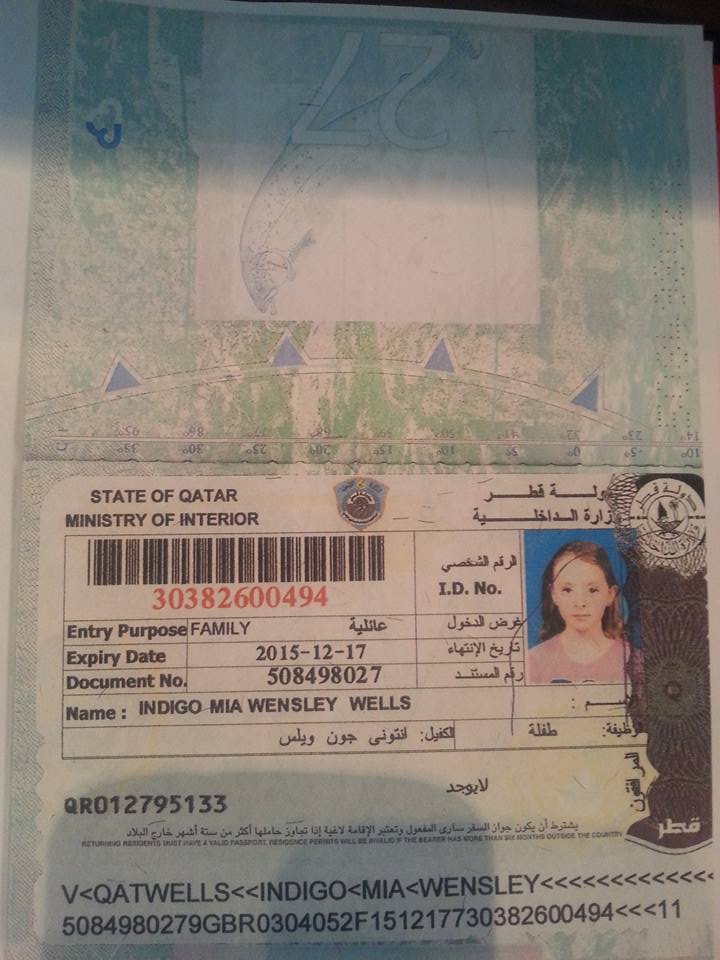 27
STATE OF QATAR
دولة قطر
MINISTRY OF INTERIOR
وزارة الداخلية
الرقم الشخصي
30382600494
I.D. No.
Entry Purpose FAMILY عائلية غرض الدخول
Expiry Date 2015-12-17 تاريخ الإنتهاء
Document No. 508498027 رقم المستند
Name : INDIGO MIA WENSLEY WELLS الإسم :
الوظيفة: طفلة الكفيل: انتونى جون ويلس
المرافقون
لايوجد
QR012795133
قطر
يشترط أن يكون جواز السفر سارى المفعول وتعتبر الإقامة لاغية إذا تجاوز حاملها أكثر من ستة أشهر خارج البلاد
RETURNING RESIDENTS MUST HAVE A VALID PASSPORT, RESIDENCE PERMITS WILL BE INVALID IF THE BEARER HAS MORE THAN SIX MONTHS OUTSIDE THE COUNTRY
V<QATWELLS<<INDIGO<MIA<WENSLEY<<<<<<<<<<<<<
5084980279GBR0304052F151217730382600494<<<11